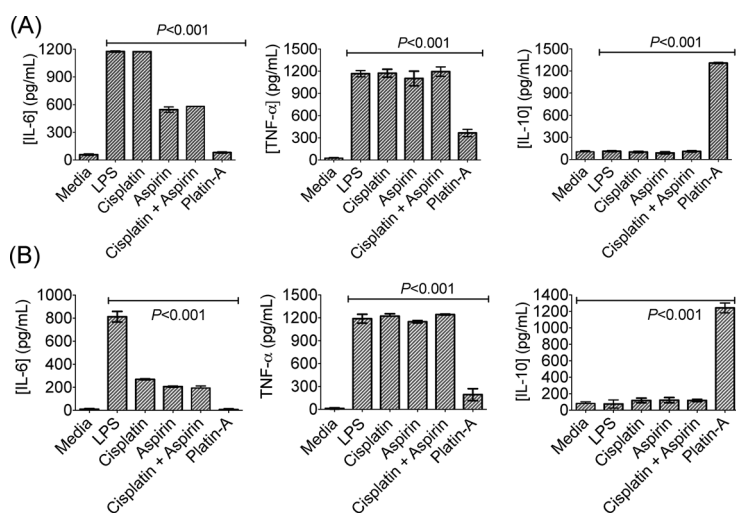 (A)
P<0.001
[IL-6] (pg/mL)
1200
900
600
300
0
Media
LPS
Cisplatin
Aspirin
Cisplatin + Aspirin
Platin-A
P<0.001
[TNF-α] (pg/mL)
1500
1200
900
600
300
0
Media
LPS
Cisplatin
Aspirin
Cisplatin + Aspirin
Platin-A
P<0.001
[IL-10] (pg/mL)
1500
1200
900
600
300
0
Media
LPS
Cisplatin
Aspirin
Cisplatin + Aspirin
Platin-A
(B)
P<0.001
[IL-6] (pg/mL)
1000
800
600
400
200
0
Media
LPS
Cisplatin
Aspirin
Cisplatin + Aspirin
Platin-A
P<0.001
TNF-α (pg/mL)
1500
1200
900
600
300
0
Media
LPS
Cisplatin
Aspirin
Cisplatin + Aspirin
Platin-A
P<0.001
[IL-10] (pg/mL)
1400
1200
1000
800
600
400
200
0
Media
LPS
Cisplatin
Aspirin
Cisplatin + Aspirin
Platin-A